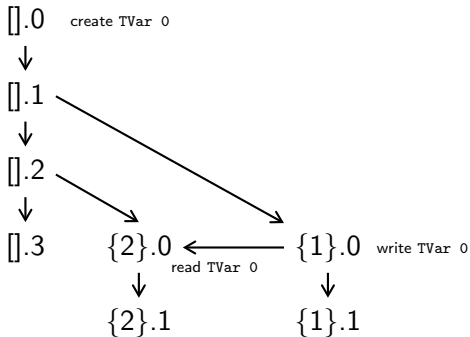 [].0 create TVar 0
[].1
[].2
[].3 {2}.0 {1}.0 write TVar 0
read TVar 0
{2}.1 {1}.1